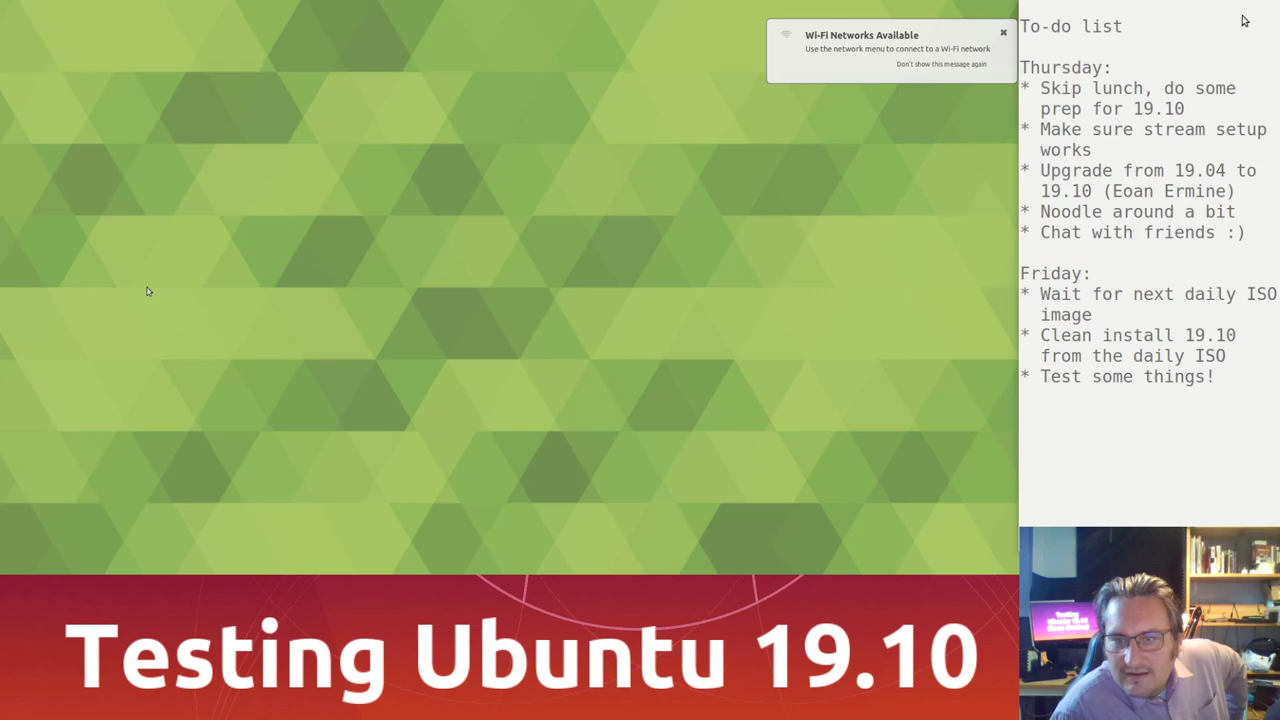 Wi-Fi Networks Available
Use the network menu to connect to a Wi-Fi network
Don't show this message again
To-do list
Thursday:
* Skip lunch, do some
prep for 19.10
* Make sure stream setup
works
* Upgrade from 19.04 to
19.10 (Eoan Ermine)
* Noodle around a bit
* Chat with friends :)
Friday:
* Wait for next daily ISO
image
* Clean install 19.10
from the daily ISO
* Test some things!
Testing Ubuntu 19.10